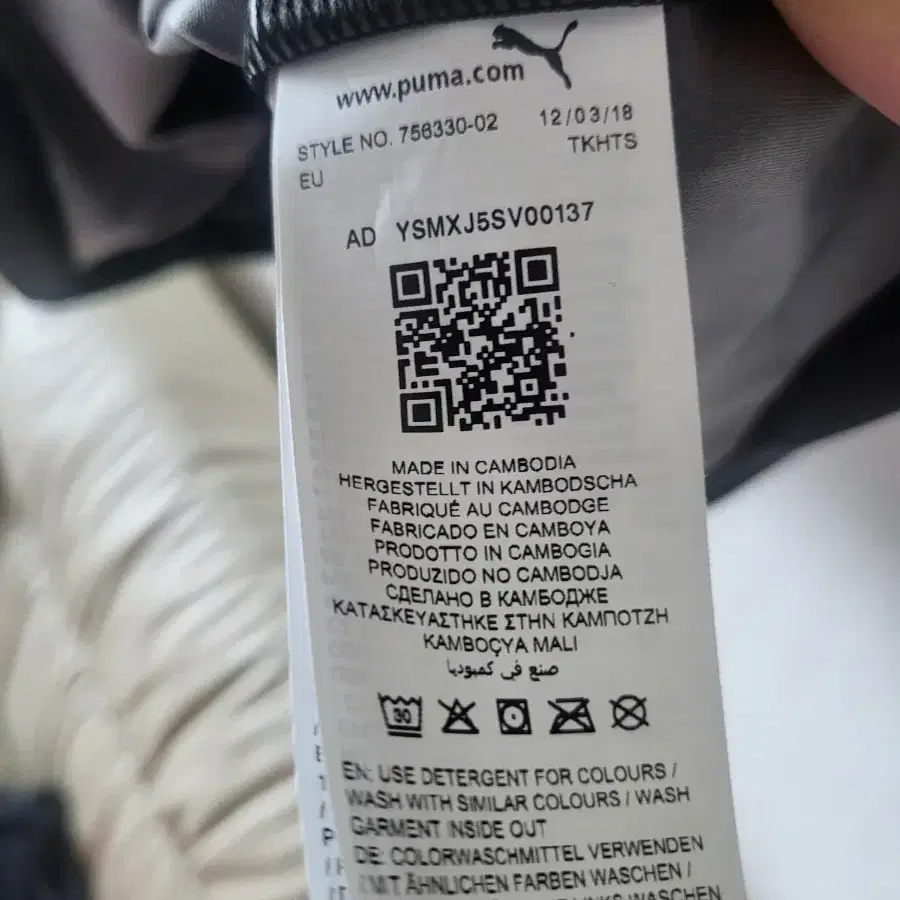 www.puma.com
STYLE NO. 756330-02 12/03/18
EU TKHTS
AD YSMXJ5SV00137
MADE IN CAMBODIA
HERGESTELLT IN KAMBODSCHA
FABRIQUÉ AU CAMBODGE
FABRICADO EN CAMBOYA
PRODOTTO IN CAMBOGIA
PRODUZIDO NO CAMBODJA
СДЕЛАНО В КАМБОДЖЕ
ΚΑΤΑΣΚΕΥΑΣΤΗΚΕ ΣΤΗΝ ΚΑΜΠΟΤΖΗ
KAMBOÇYA MALI
صنع في كمبوديا
30
EN: USE DETERGENT FOR COLOURS /
WASH WITH SIMILAR COLOURS / WASH
GARMENT INSIDE OUT
DE: COLORWASCHMITTEL VERWENDEN
/ MIT ÄHNLICHEN FARBEN WASCHEN /
LINKS WASCHEN